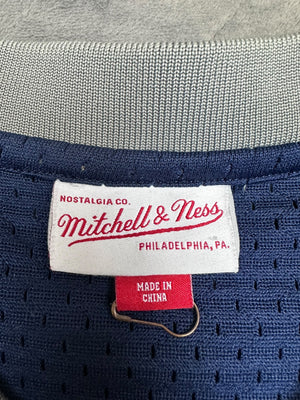 NOSTALGIA CO.
Mitchell & Ness
PHILADELPHIA, PA.
MADE IN
CHINA